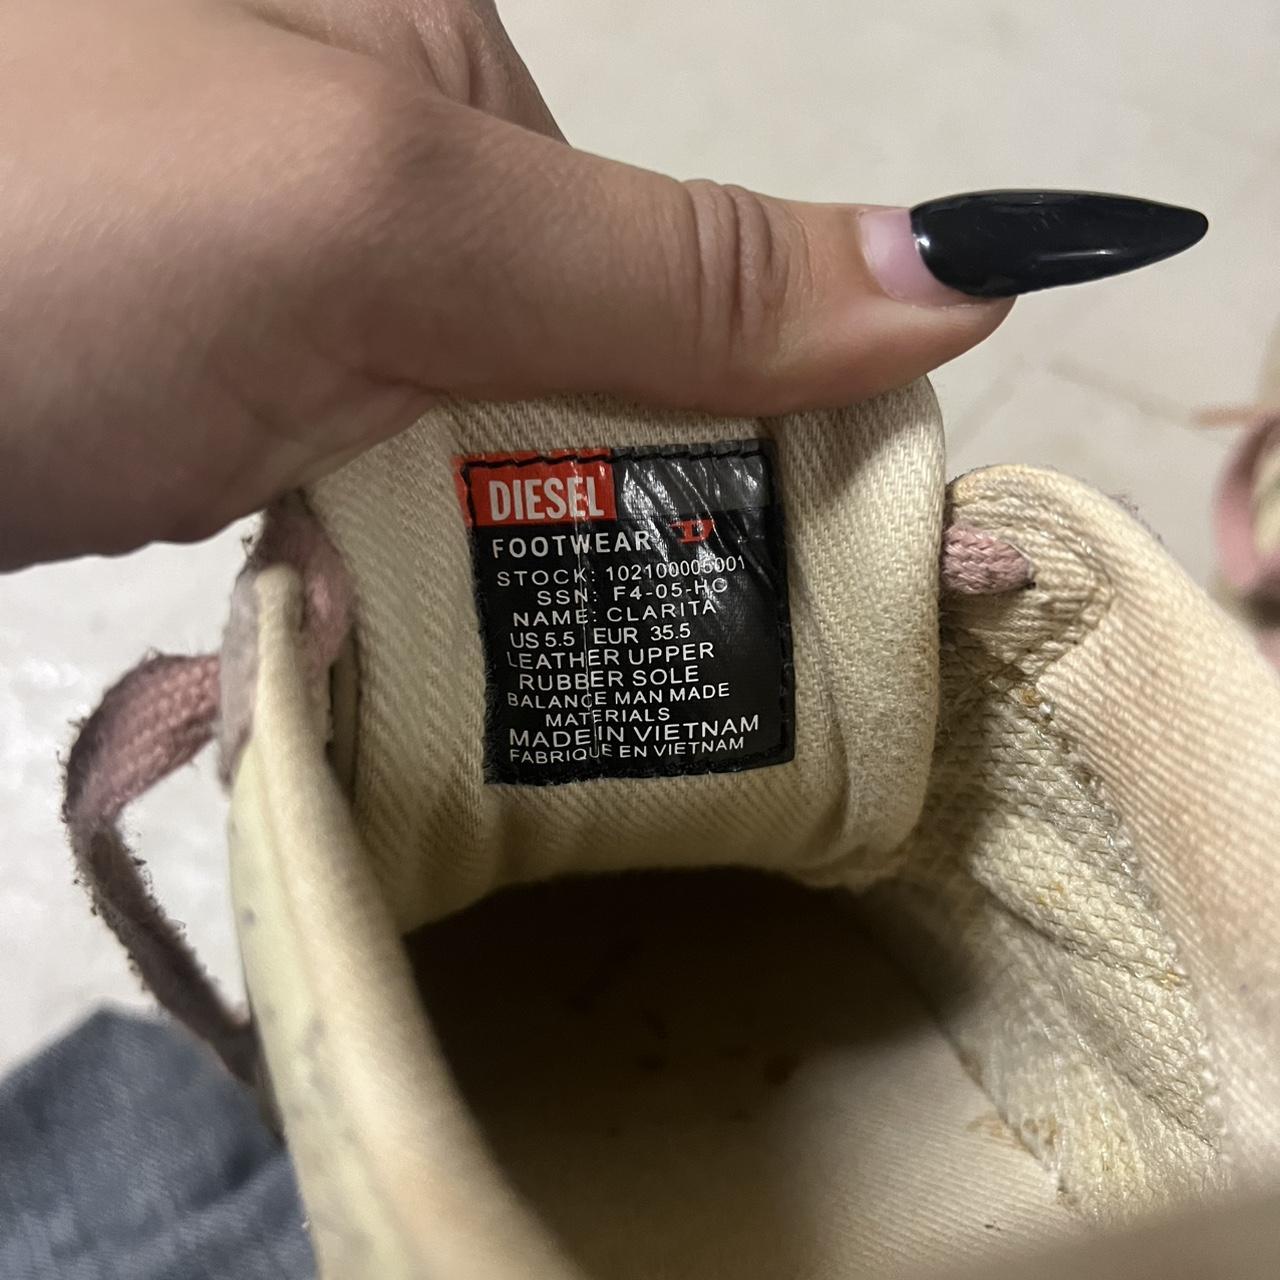 DIESEL
FOOTWEAR D
STOCK: 102100005001
SSN: F4-05-HC
NAME: CLARITA
US 5.5 EUR 35.5
LEATHER UPPER
RUBBER SOLE
BALANCE MAN MADE
MATERIALS
MADE IN VIETNAM
FABRIQUE EN VIETNAM